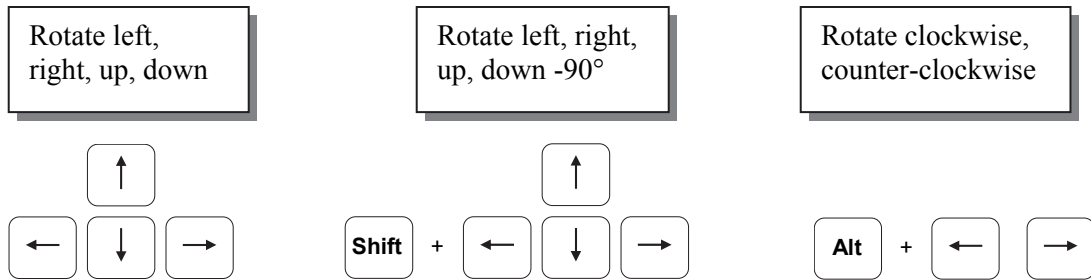 Rotate left,
right, up, down
Rotate left, right,
up, down -90°
Rotate clockwise,
counter-clockwise
↑
← ↓ →
↑
Shift + ← ↓ →
Alt + ← →